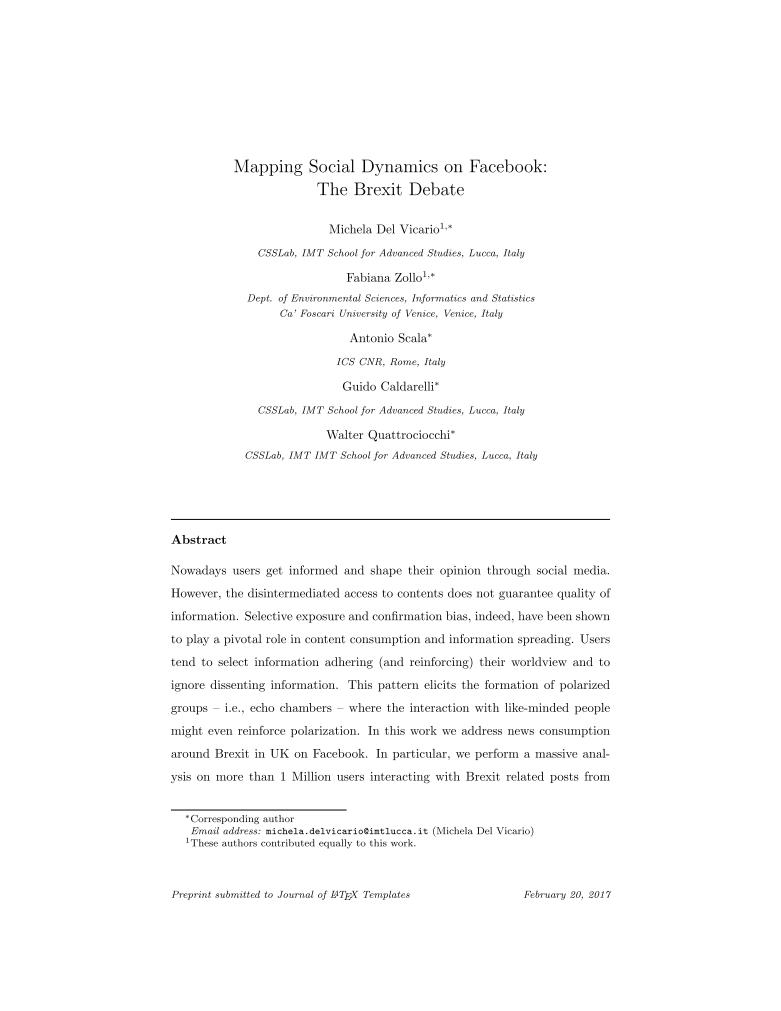 Mapping Social Dynamics on Facebook:
The Brexit Debate
Michela Del Vicario1,∗
CSSLab, IMT School for Advanced Studies, Lucca, Italy
Fabiana Zollo1,∗
Dept. of Environmental Sciences, Informatics and Statistics
Ca’ Foscari University of Venice, Venice, Italy
Antonio Scala∗
ICS CNR, Rome, Italy
Guido Caldarelli∗
CSSLab, IMT School for Advanced Studies, Lucca, Italy
Walter Quattrociocchi∗
CSSLab, IMT IMT School for Advanced Studies, Lucca, Italy
Abstract
Nowadays users get informed and shape their opinion through social media.
However, the disintermediated access to contents does not guarantee quality of
information. Selective exposure and confirmation bias, indeed, have been shown
to play a pivotal role in content consumption and information spreading. Users
tend to select information adhering (and reinforcing) their worldview and to
ignore dissenting information. This pattern elicits the formation of polarized
groups – i.e., echo chambers – where the interaction with like-minded people
might even reinforce polarization. In this work we address news consumption
around Brexit in UK on Facebook. In particular, we perform a massive anal-
ysis on more than 1 Million users interacting with Brexit related posts from
∗Corresponding author
Email address: michela.delvicario@imtlucca.it (Michela Del Vicario)
1These authors contributed equally to this work.
Preprint submitted to Journal of LATEX Templates February 20, 2017